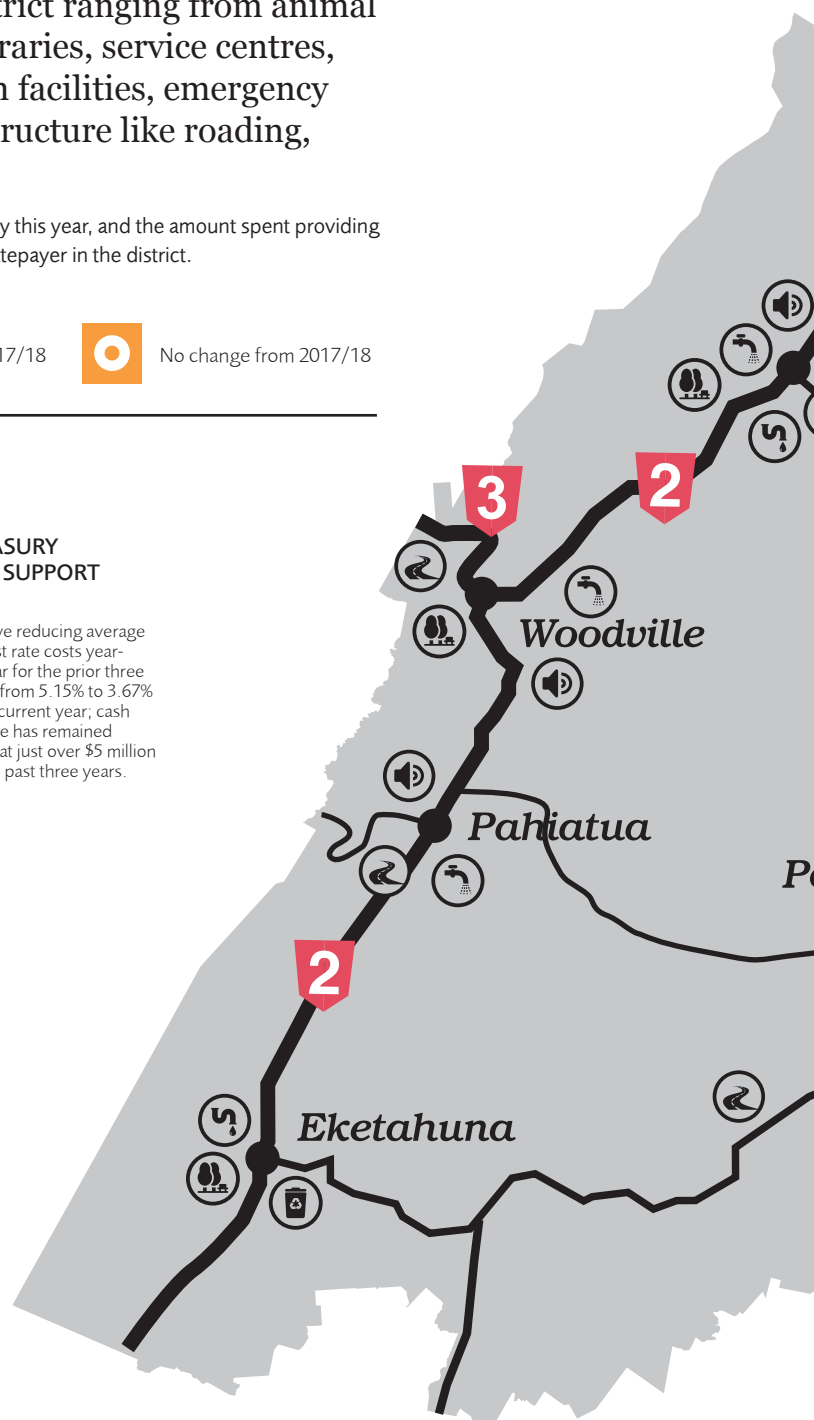 trict ranging from animal
raries, service centres,
facilities, emergency
ructure like roading,
y this year, and the amount spent providing
tepayer in the district.
17/18
No change from 2017/18
ASURY
SUPPORT
ve reducing average
st rate costs year-
ar for the prior three
from 5.15% to 3.67%
current year; cash
e has remained
at just over $5 million
past three years.
3
2
Woodville
Pahiatua
2
Eketahuna